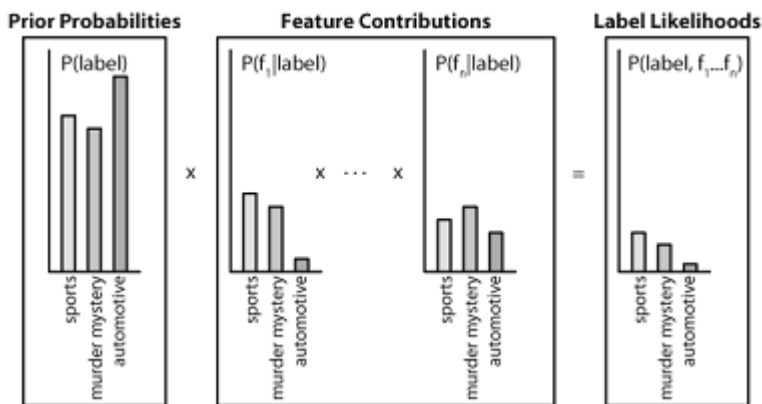 Prior Probabilities
Feature Contributions
Label Likelihoods
P(label)
P(f₁|label)
P(fₙ|label)
P(label, f₁...fₙ)
x
x ... x
=
sports
murder mystery
automotive
sports
murder mystery
automotive
sports
murder mystery
automotive
sports
murder mystery
automotive